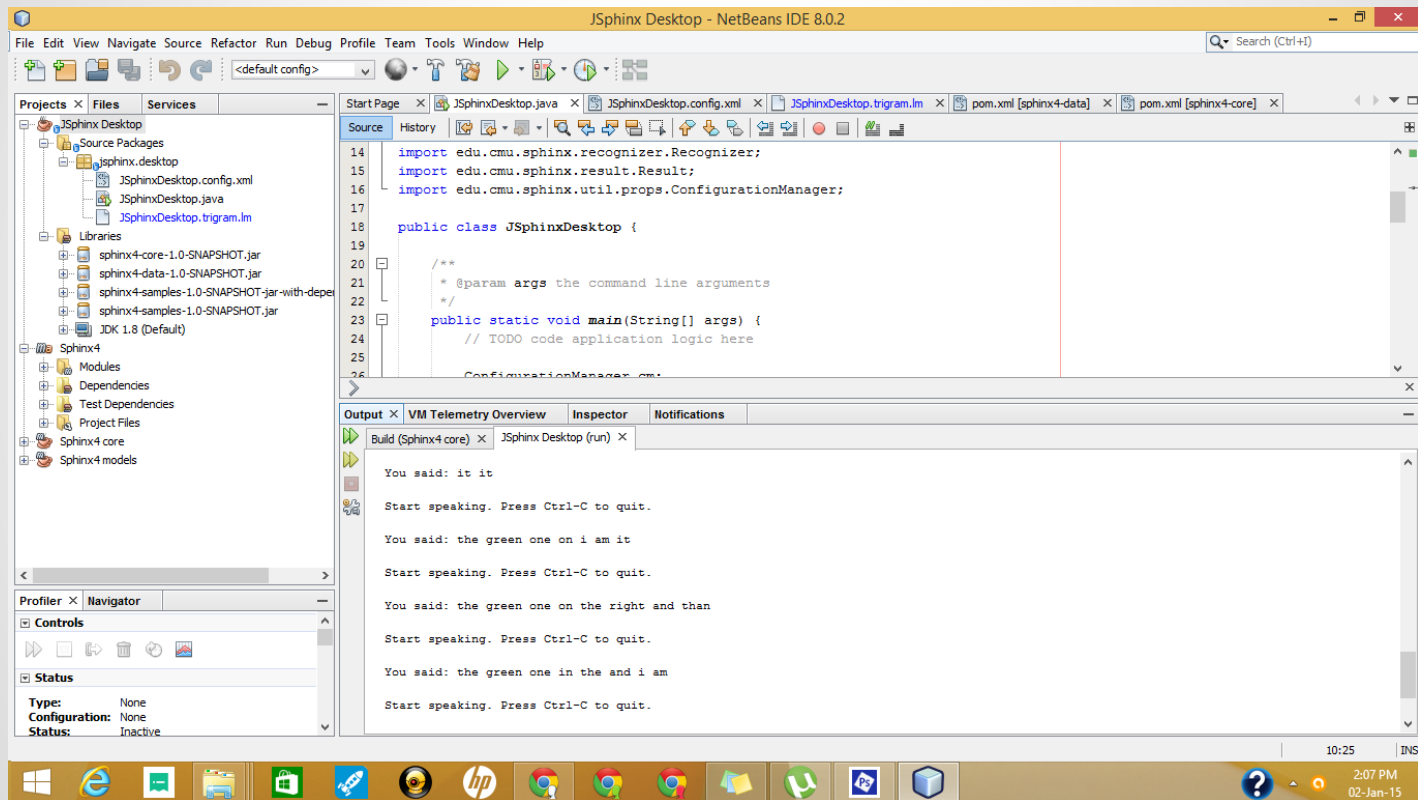 JSphinx Desktop - NetBeans IDE 8.0.2
File Edit View Navigate Source Refactor Run Debug Profile Team Tools Window Help
Search (Ctrl+I)
<default config>
Projects Files Services
JSphinx Desktop
Source Packages
jsphinx.desktop
JSphinxDesktop.config.xml
JSphinxDesktop.java
JSphinxDesktop.trigram.lm
Libraries
sphinx4-core-1.0-SNAPSHOT.jar
sphinx4-data-1.0-SNAPSHOT.jar
sphinx4-samples-1.0-SNAPSHOT-jar-with-deper
sphinx4-samples-1.0-SNAPSHOT.jar
JDK 1.8 (Default)
Sphinx4
Modules
Dependencies
Test Dependencies
Project Files
Sphinx4 core
Sphinx4 models
Profiler Navigator
Controls
Status
Type: None
Configuration: None
Status: Inactive
Start Page JSphinxDesktop.java JSphinxDesktop.config.xml JSphinxDesktop.trigram.lm pom.xml [sphinx4-data] pom.xml [sphinx4-core]
Source History
14 import edu.cmu.sphinx.recognizer.Recognizer;
15 import edu.cmu.sphinx.result.Result;
16 import edu.cmu.sphinx.util.props.ConfigurationManager;
17
18 public class JSphinxDesktop {
19
20 /**
21 * @param args the command line arguments
22 */
23 public static void main(String[] args) {
24 // TODO code application logic here
25
26 ConfigurationManager cm;
Output VM Telemetry Overview Inspector Notifications
Build (Sphinx4 core) JSphinx Desktop (run)
You said: it it
Start speaking. Press Ctrl-C to quit.
You said: the green one on i am it
Start speaking. Press Ctrl-C to quit.
You said: the green one on the right and than
Start speaking. Press Ctrl-C to quit.
You said: the green one in the and i am
Start speaking. Press Ctrl-C to quit.
10:25 INS
hp
Ps
2:07 PM
02-Jan-15